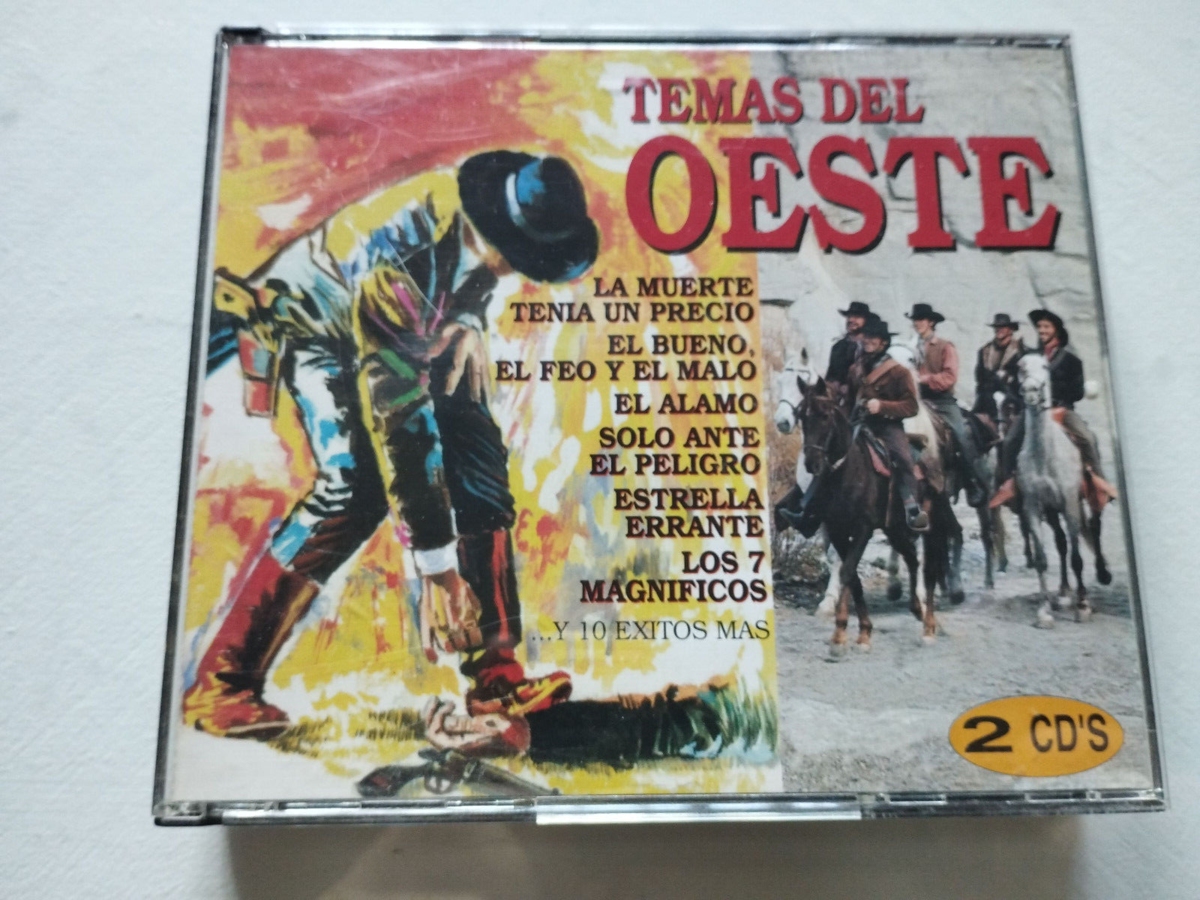 TEMAS DEL
OESTE
LA MUERTE
TENIA UN PRECIO
EL BUENO,
EL FEO Y EL MALO
EL ALAMO
SOLO ANTE
EL PELIGRO
ESTRELLA
ERRANTE
LOS 7
MAGNIFICOS
...Y 10 EXITOS MAS
2 CD'S